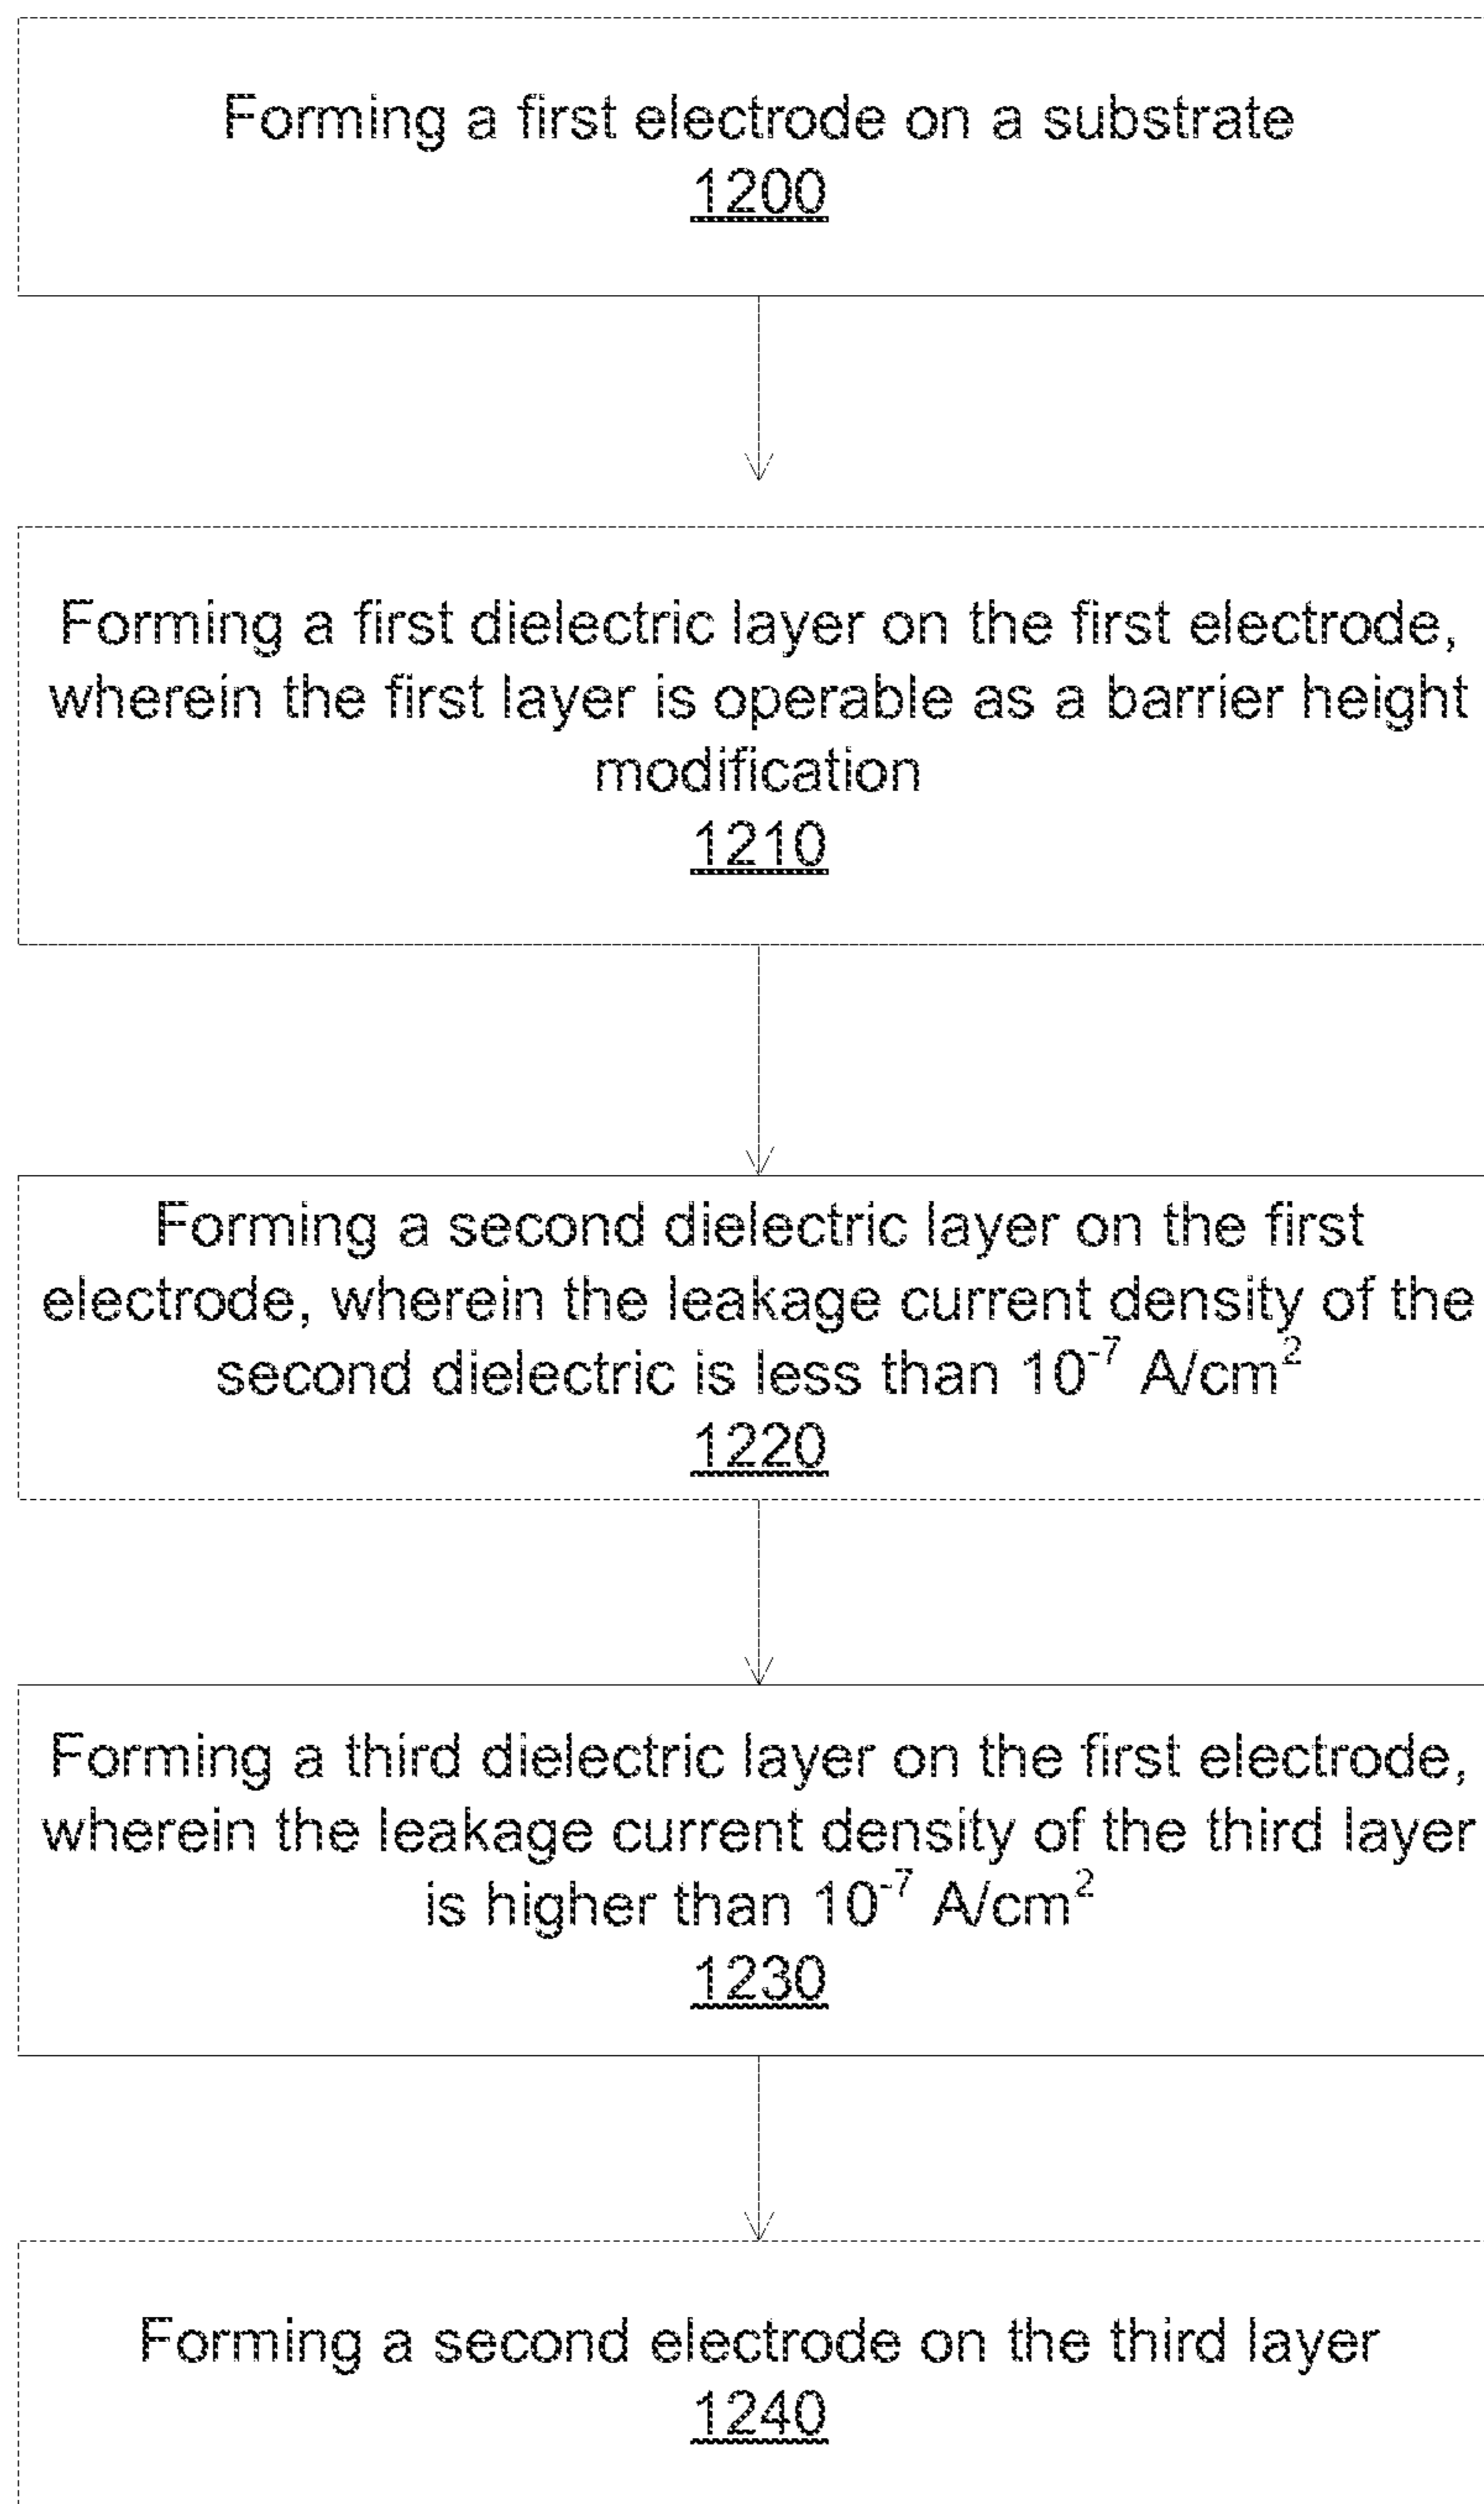 Forming a first electrode on a substrate
1200
Forming a first dielectric layer on the first electrode,
wherein the first layer is operable as a barrier height
modification
1210
Forming a second dielectric layer on the first
electrode, wherein the leakage current density of the
second dielectric is less than 10⁻⁷ A/cm²
1220
Forming a third dielectric layer on the first electrode,
wherein the leakage current density of the third layer
is higher than 10⁻⁷ A/cm²
1230
Forming a second electrode on the third layer
1240